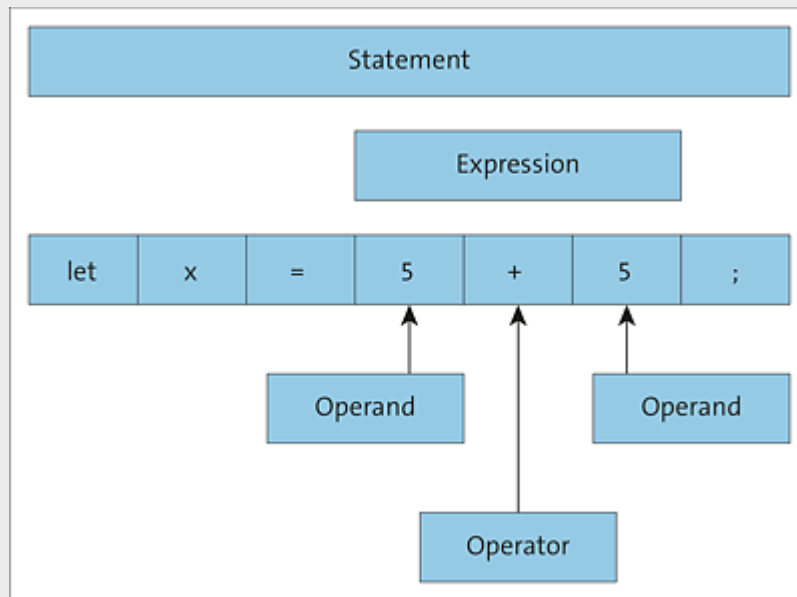 Statement
Expression
let x = 5 + 5 ;
Operand Operand
Operator